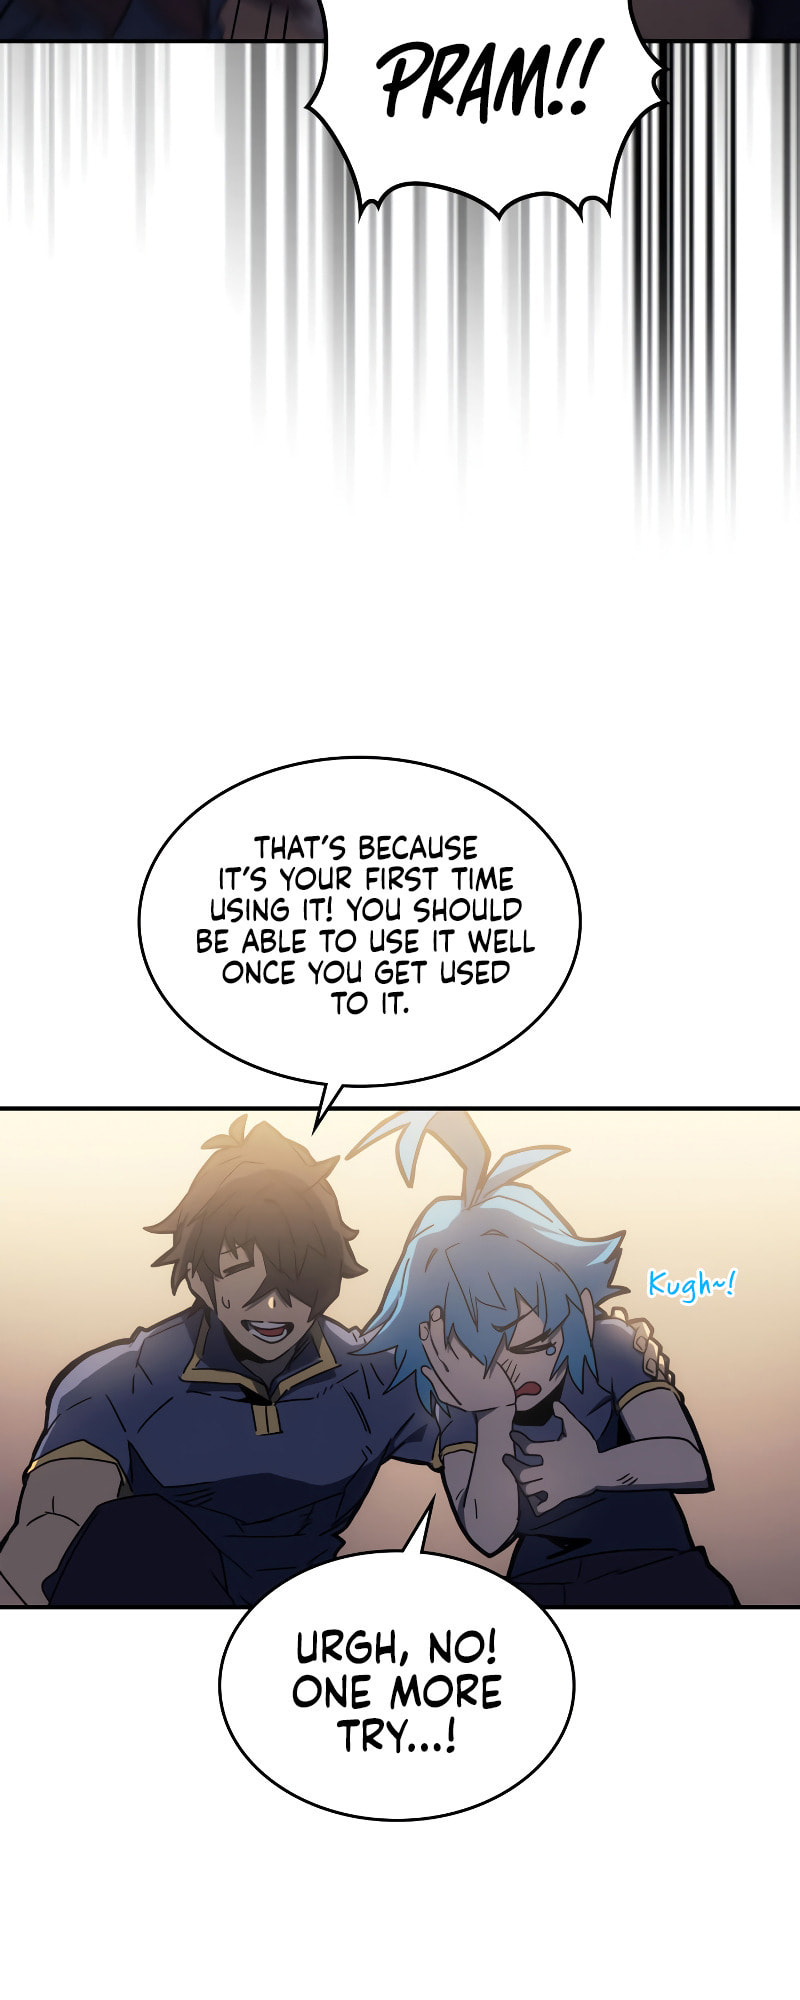 PRAM!!
THAT'S BECAUSE
IT'S YOUR FIRST TIME
USING IT! YOU SHOULD
BE ABLE TO USE IT WELL
ONCE YOU GET USED
TO IT.
Kugh~!
URGH, NO!
ONE MORE
TRY...!